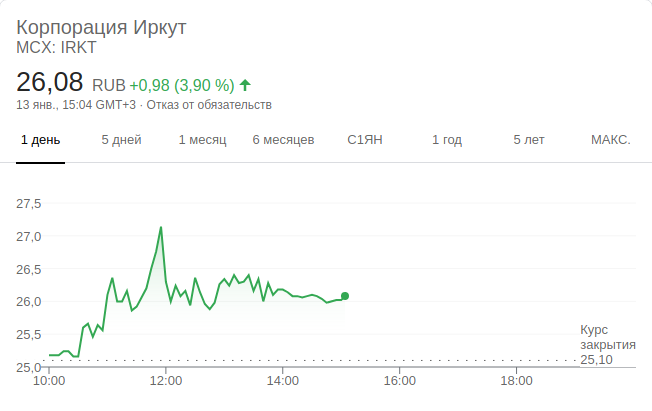 Корпорация Иркут
MCX: IRKT
26,08 RUB +0,98 (3,90 %)
13 янв., 15:04 GMT+3 · Отказ от обязательств
1 день 5 дней 1 месяц 6 месяцев С1ЯН 1 год 5 лет МАКС.
27,5
27,0
26,5
26,0
25,5
25,0
Курс
закрытия
25,10
10:00 12:00 14:00 16:00 18:00